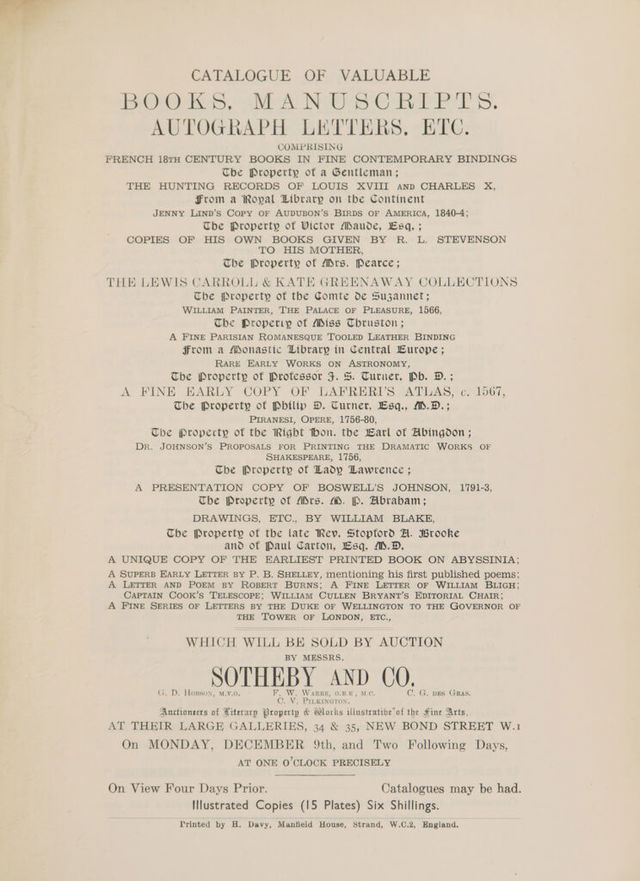 CATALOGUE OF VALUABLE
BOOKS, MANUSCRIPTS,
AUTOGRAPH LETTERS, ETC.
COMPRISING
FRENCH 18TH CENTURY BOOKS IN FINE CONTEMPORARY BINDINGS
The Property of a Gentleman;
THE HUNTING RECORDS OF LOUIS XVIII AND CHARLES X,
From a Royal Library on the Continent
JENNY LIND'S COPY OF AUDUBON'S BIRDS OF AMERICA, 1840-4;
The Property of Victor Maude, Esq.;
COPIES OF HIS OWN BOOKS GIVEN BY R. L. STEVENSON
TO HIS MOTHER,
The Property of Mrs. Pearce;
THE LEWIS CARROLL & KATE GREENAWAY COLLECTIONS
The Property of the Comte de Suzannet;
WILLIAM PAINTER, THE PALACE OF PLEASURE, 1566,
The Property of Miss Thruston;
A FINE PARISIAN ROMANESQUE TOOLED LEATHER BINDING
From a Monastic Library in Central Europe;
RARE EARLY WORKS ON ASTRONOMY,
The Property of Professor J. S. Turner, Ph. D.;
A FINE EARLY COPY OF LAFRERI'S ATLAS, c. 1567,
The Property of Philip D. Turner, Esq., M.D.;
PIRANESI, OPERE, 1756-80,
The Property of the Right Hon. the Earl of Abingdon;
DR. JOHNSON'S PROPOSALS FOR PRINTING THE DRAMATIC WORKS OF
SHAKESPEARE, 1756,
The Property of Lady Lawrence;
A PRESENTATION COPY OF BOSWELL'S JOHNSON, 1791-3,
The Property of Mrs. M. P. Abraham;
DRAWINGS, ETC., BY WILLIAM BLAKE,
The Property of the late Rev. Stopford A. Brooke
and of Paul Carton, Esq. M.D.
A UNIQUE COPY OF THE EARLIEST PRINTED BOOK ON ABYSSINIA;
A SUPERB EARLY LETTER BY P. B. SHELLEY, mentioning his first published poems;
A LETTER AND POEM BY ROBERT BURNS; A FINE LETTER OF WILLIAM BLIGH;
CAPTAIN COOK'S TELESCOPE; WILLIAM CULLEN BRYANT'S EDITORIAL CHAIR;
A FINE SERIES OF LETTERS BY THE DUKE OF WELLINGTON TO THE GOVERNOR OF
THE TOWER OF LONDON, ETC.,
WHICH WILL BE SOLD BY AUCTION
BY MESSRS.
SOTHEBY AND CO.
G. D. HOBSON, M.V.O. F. W. WARRE, O.B.E., M.C. C. G. DES GRAZ.
C. V. PILKINGTON.
Auctioneers of Literary Property & Works illustrative of the Fine Arts,
AT THEIR LARGE GALLERIES, 34 & 35, NEW BOND STREET W.1
On MONDAY, DECEMBER 9th, and Two Following Days,
AT ONE O'CLOCK PRECISELY
On View Four Days Prior. Catalogues may be had.
Illustrated Copies (15 Plates) Six Shillings.
Printed by H. Davy, Manfield House, Strand, W.C.2, England.